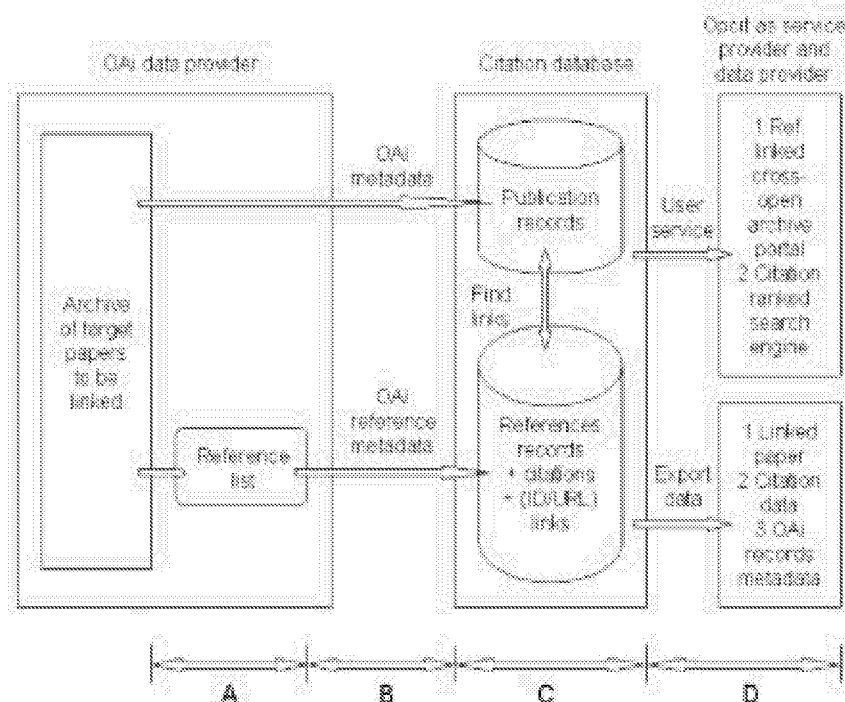 OAi data provider
Archive
of target
papers
to be
linked
Reference
list
OAi
metadata
OAi
reference
metadata
Citation database
Publication
records
Find
links
References
records
+ citations
+ (ID/URL)
links
User
service
Export
data
Opcit as service
provider and
data provider
1 Ref.
linked
cross-
open
archive
portal
2 Citation
ranked
search
engine
1 Linked
paper
2 Citation
data
3 OAi
records
metadata
A
B
C
D